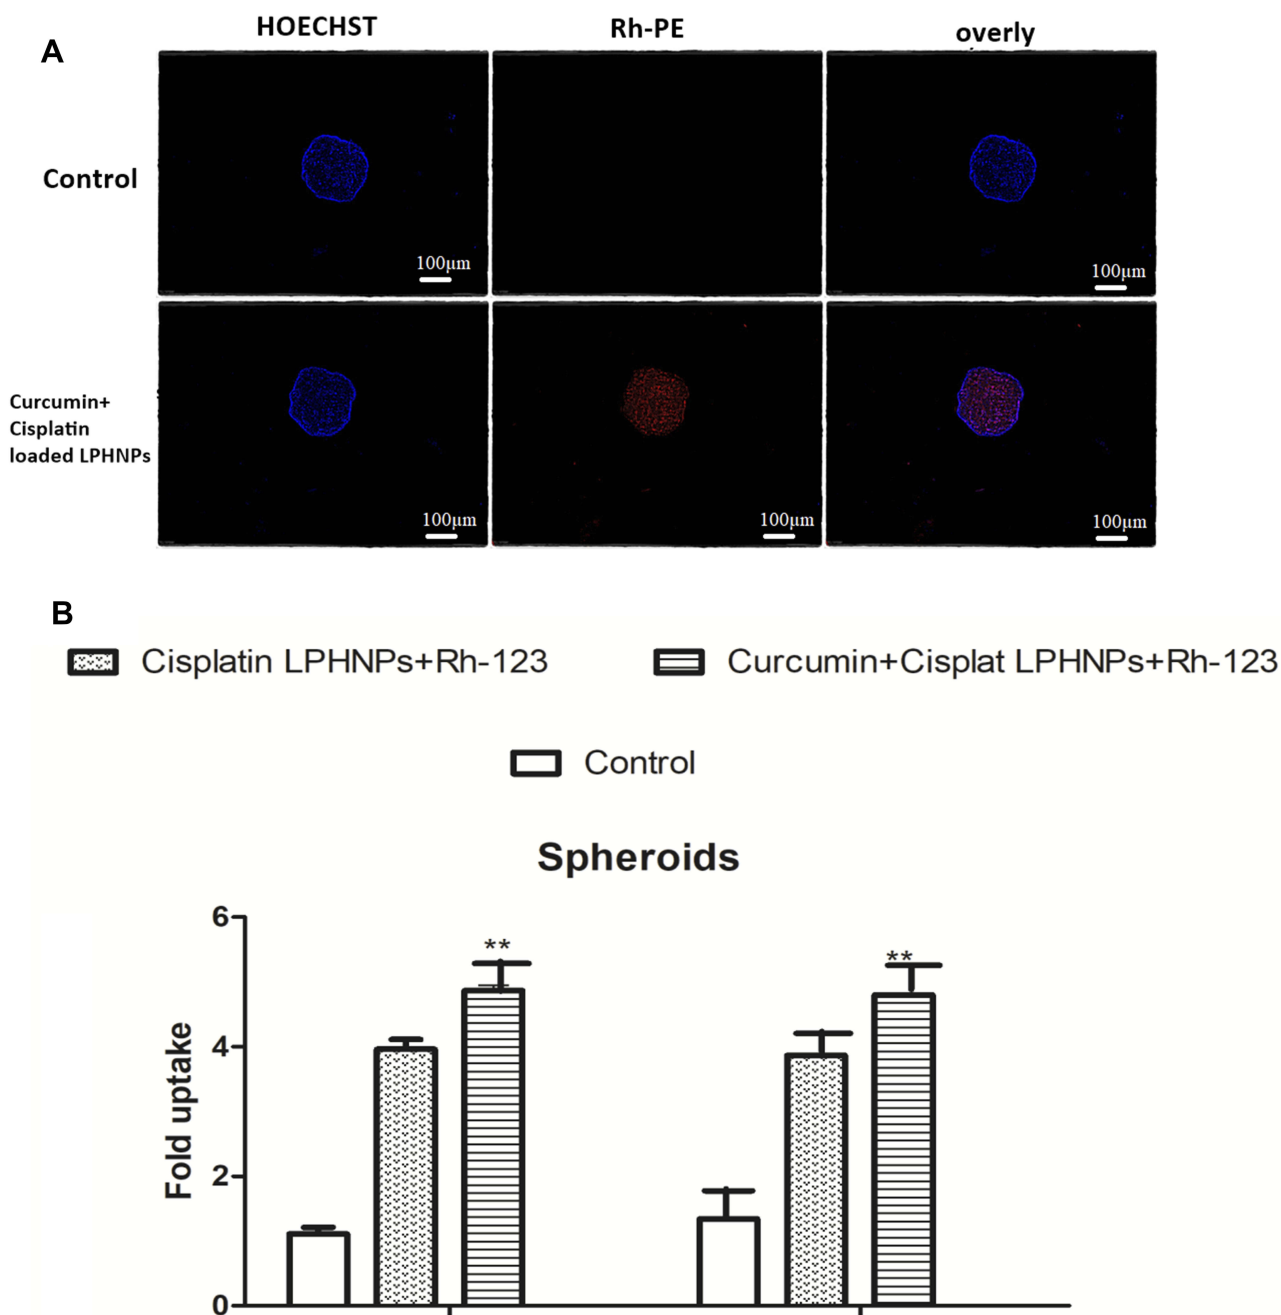 A
HOECHST
Rh-PE
overly
Control
100μm
100μm
Curcumin+
Cisplatin
loaded LPHNPs
100μm
100μm
100μm
B
Cisplatin LPHNPs+Rh-123
Curcumin+Cisplat LPHNPs+Rh-123
Control
Spheroids
Fold uptake
6
4
2
0
**
**